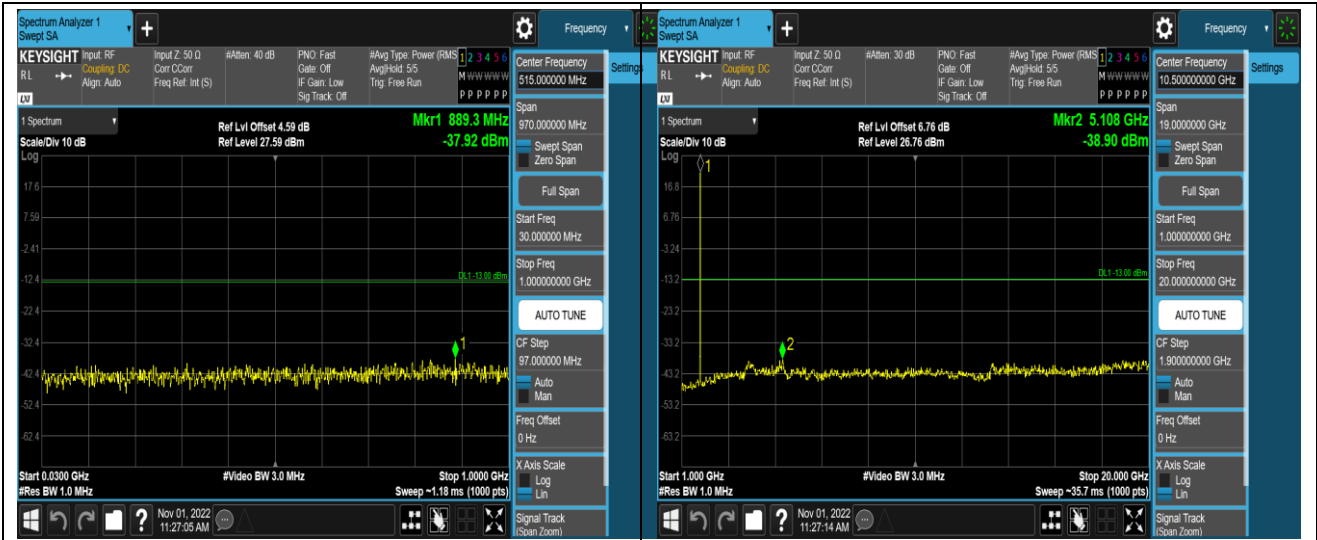 Spectrum Analyzer 1
Swept SA
Frequency
Settings
KEYSIGHT
Input: RF
Coupling: DC
Align: Auto
Input Z: 50 Ω
Corr CCorr
Freq Ref: Int (S)
#Atten: 40 dB
PNO: Fast
Gate: Off
IF Gain: Low
Sig Track: Off
#Avg Type: Power (RMS
Avg|Hold: 5/5
Trig: Free Run
1 2 3 4 5 6
M W W W W W
P P P P P P
RL
LXI
1 Spectrum
Scale/Div 10 dB
Log
Ref Lvl Offset 4.59 dB
Ref Level 27.59 dBm
Mkr1 889.3 MHz
-37.92 dBm
17.6
7.59
-2.41
-12.4
-22.4
-32.4
-42.4
-52.4
-62.4
DL1 -13.00 dBm
1
Start 0.0300 GHz
#Res BW 1.0 MHz
#Video BW 3.0 MHz
Stop 1.0000 GHz
Sweep ~1.18 ms (1000 pts)
Center Frequency
515.000000 MHz
Span
970.000000 MHz
Swept Span
Zero Span
Full Span
Start Freq
30.000000 MHz
Stop Freq
1.000000000 GHz
AUTO TUNE
CF Step
97.000000 MHz
Auto
Man
Freq Offset
0 Hz
X Axis Scale
Log
Lin
Signal Track
(Span Zoom)
Nov 01, 2022
11:27:05 AM
Spectrum Analyzer 1
Swept SA
Frequency
Settings
KEYSIGHT
Input: RF
Coupling: DC
Align: Auto
Input Z: 50 Ω
Corr CCorr
Freq Ref: Int (S)
#Atten: 30 dB
PNO: Fast
Gate: Off
IF Gain: Low
Sig Track: Off
#Avg Type: Power (RMS
Avg|Hold: 5/5
Trig: Free Run
1 2 3 4 5 6
M W W W W W
P P P P P P
RL
LXI
1 Spectrum
Scale/Div 10 dB
Log
Ref Lvl Offset 6.76 dB
Ref Level 26.76 dBm
Mkr2 5.108 GHz
-38.90 dBm
16.8
6.76
-3.24
-13.2
-23.2
-33.2
-43.2
-53.2
-63.2
DL1 -13.00 dBm
1
2
Start 1.000 GHz
#Res BW 1.0 MHz
#Video BW 3.0 MHz
Stop 20.000 GHz
Sweep ~35.7 ms (1000 pts)
Center Frequency
10.500000000 GHz
Span
19.0000000 GHz
Swept Span
Zero Span
Full Span
Start Freq
1.000000000 GHz
Stop Freq
20.000000000 GHz
AUTO TUNE
CF Step
1.900000000 GHz
Auto
Man
Freq Offset
0 Hz
X Axis Scale
Log
Lin
Signal Track
(Span Zoom)
Nov 01, 2022
11:27:14 AM